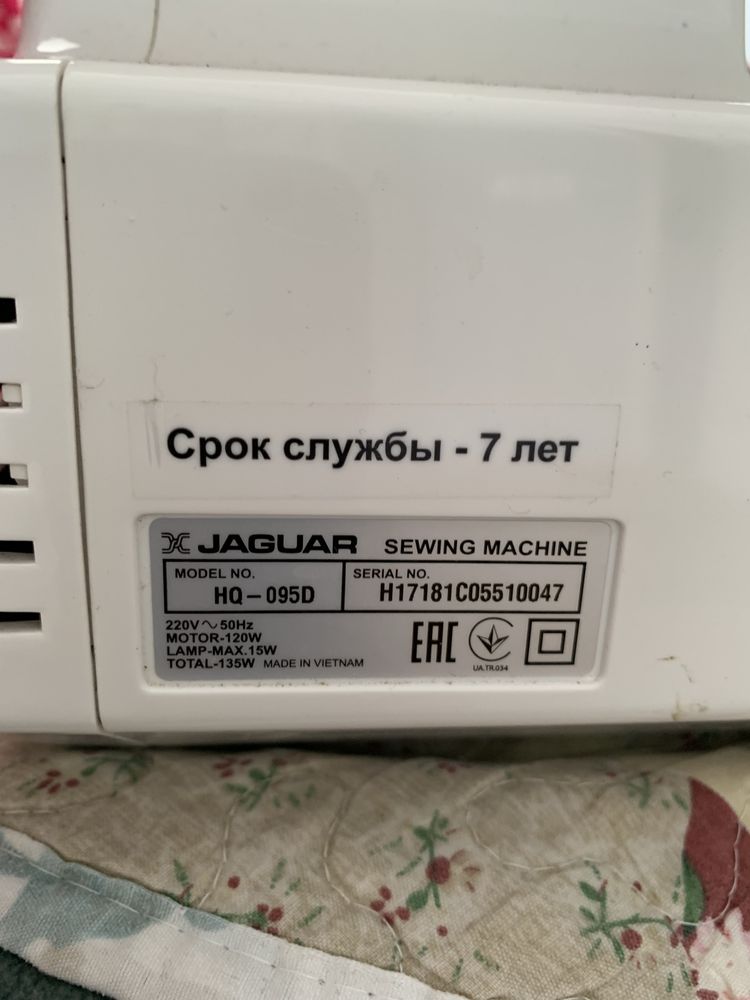 Срок службы - 7 лет
JAGUAR SEWING MACHINE
MODEL NO. HQ-095D
SERIAL NO. H17181C05510047
220V~50Hz
MOTOR-120W
LAMP-MAX.15W
TOTAL-135W MADE IN VIETNAM
EAC
UA.TR.034